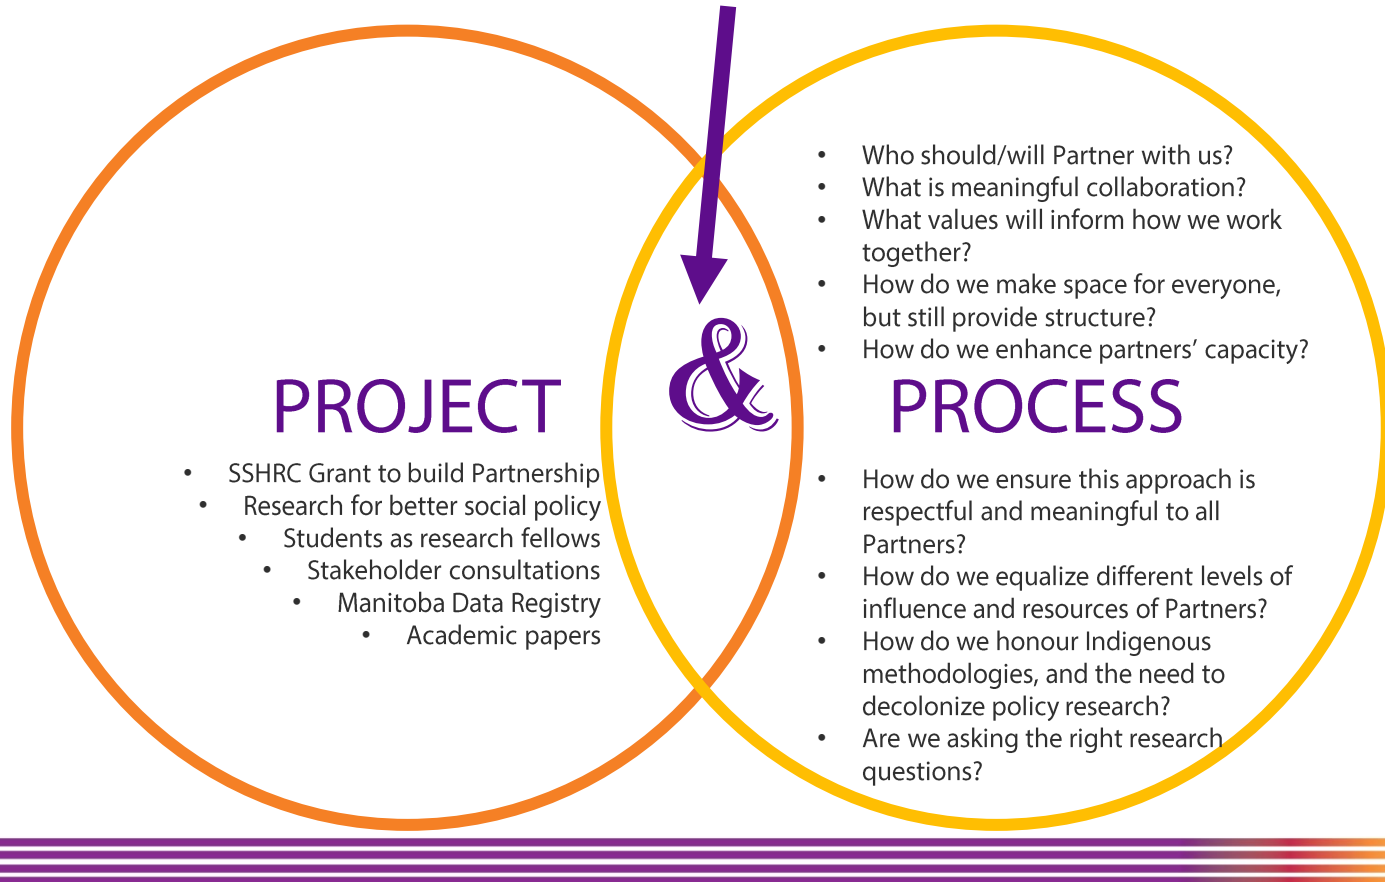 PROJECT
• SSHRC Grant to build Partnership
• Research for better social policy
• Students as research fellows
• Stakeholder consultations
• Manitoba Data Registry
• Academic papers
&
• Who should/will Partner with us?
• What is meaningful collaboration?
• What values will inform how we work
together?
• How do we make space for everyone,
but still provide structure?
• How do we enhance partners’ capacity?
PROCESS
• How do we ensure this approach is
respectful and meaningful to all
Partners?
• How do we equalize different levels of
influence and resources of Partners?
• How do we honour Indigenous
methodologies, and the need to
decolonize policy research?
• Are we asking the right research
questions?